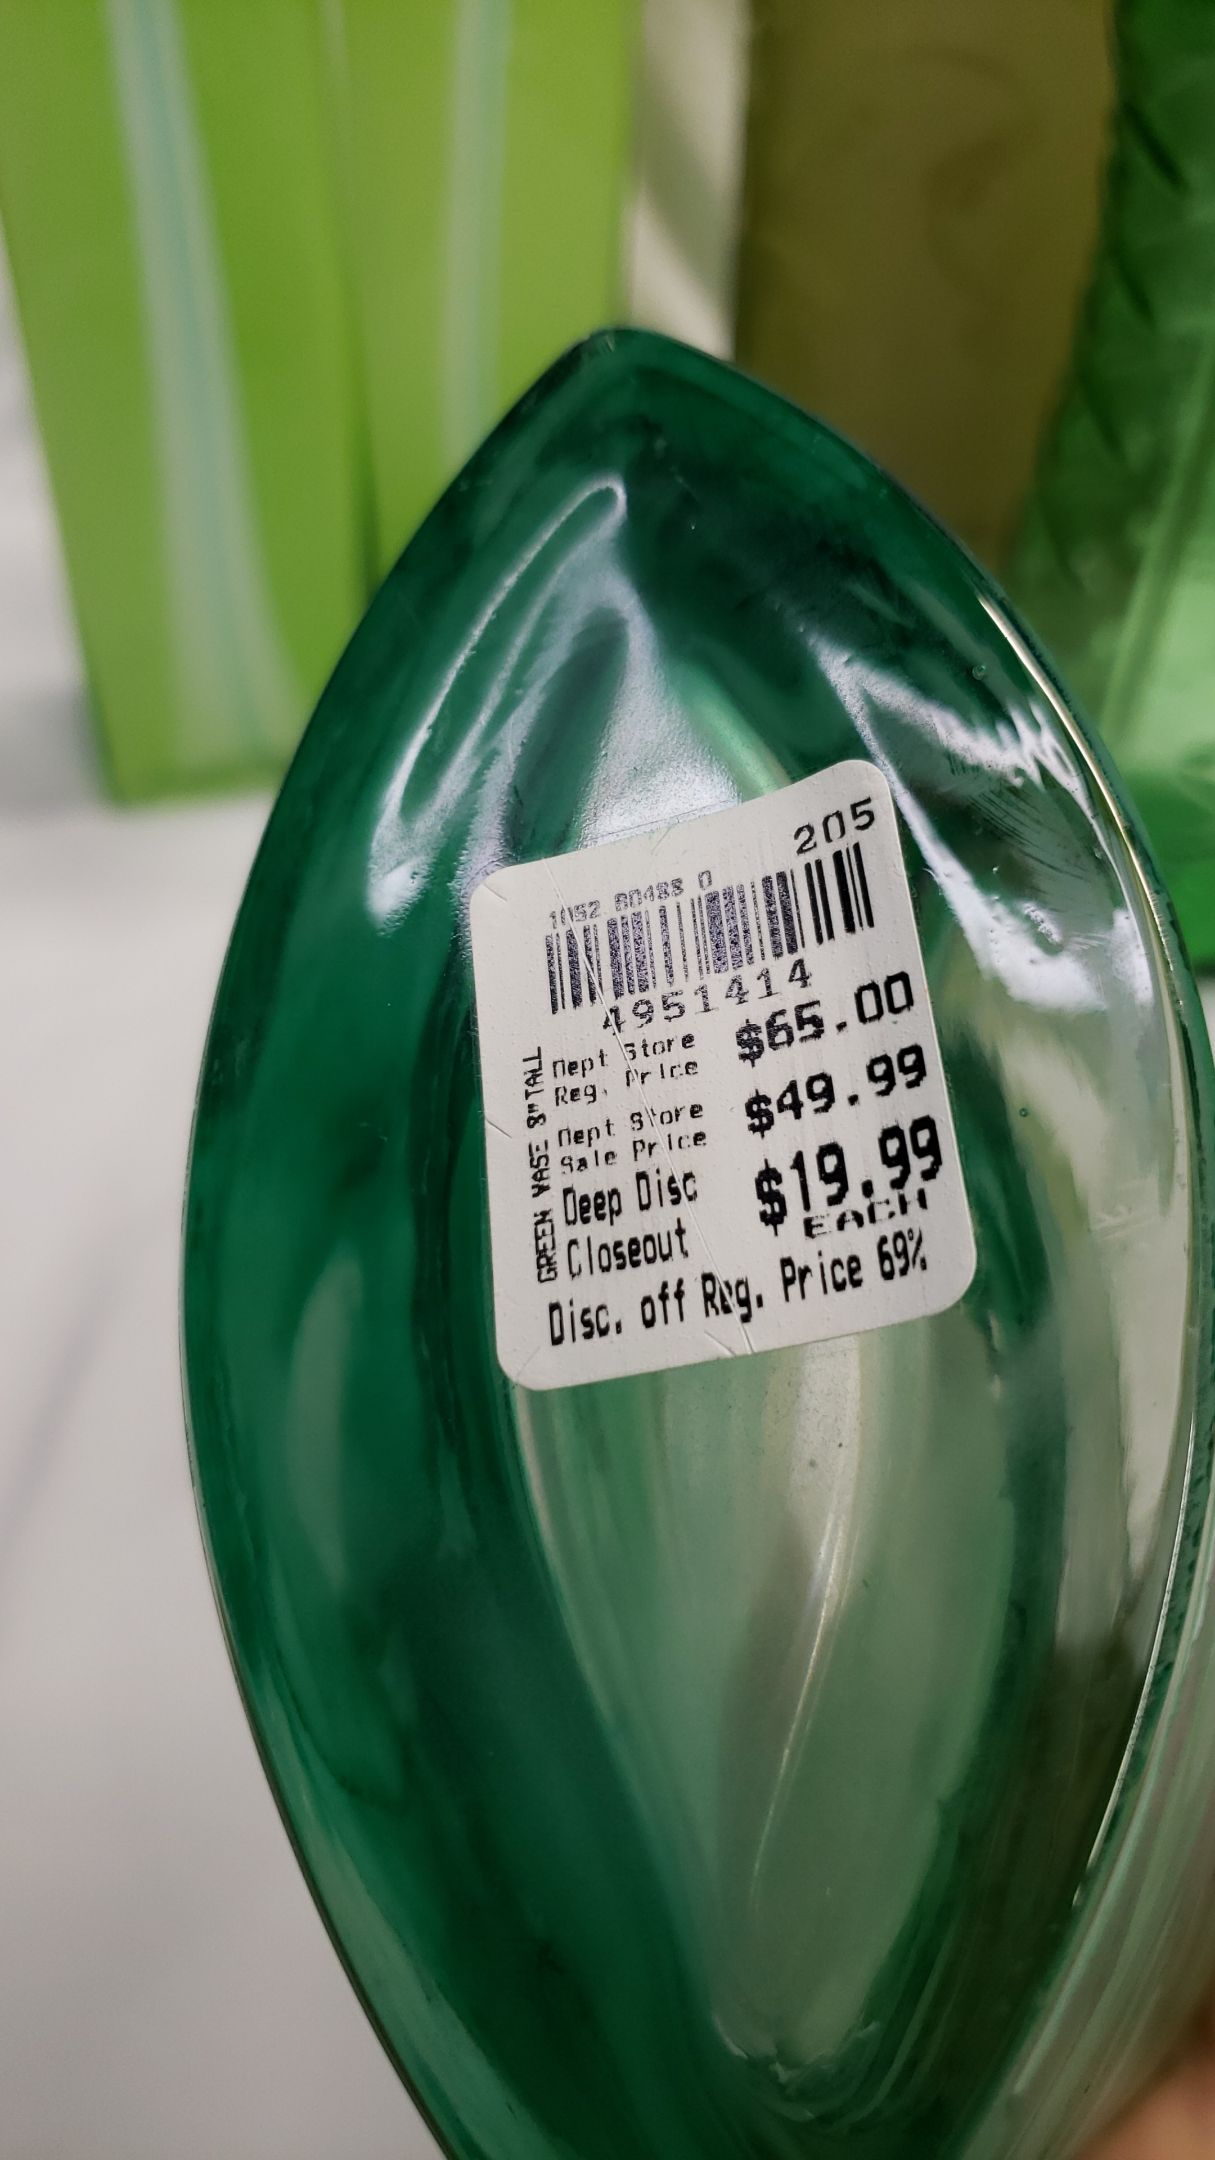 205
1052 80488 0
4951414
Dept Store
Reg. Price $65.00
Dept Store
Sale Price $49.99
Deep Disc
Closeout $19.99
EACH
Disc. off Reg. Price 69%
GREEN VASE 8" TALL